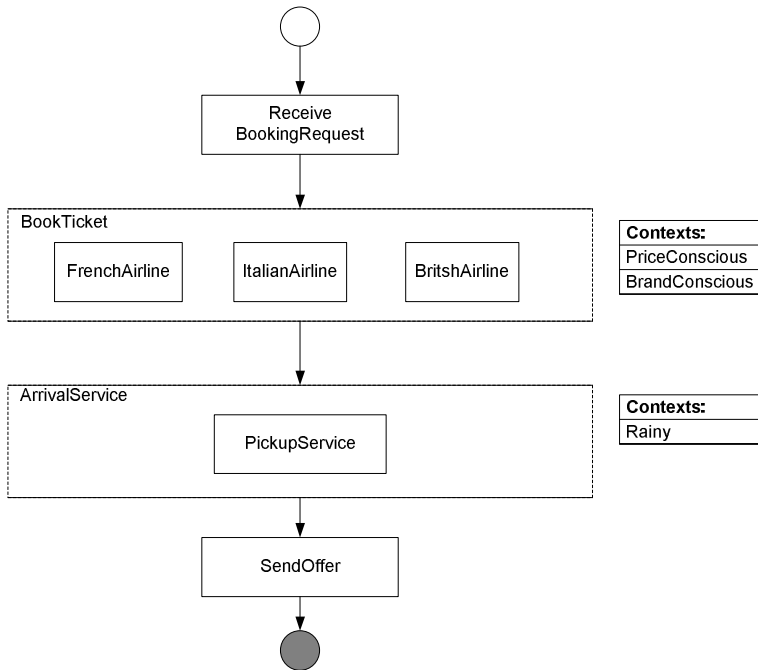 Receive
BookingRequest
BookTicket
FrenchAirline
ItalianAirline
BritshAirline
Contexts:
PriceConscious
BrandConscious
ArrivalService
PickupService
Contexts:
Rainy
SendOffer